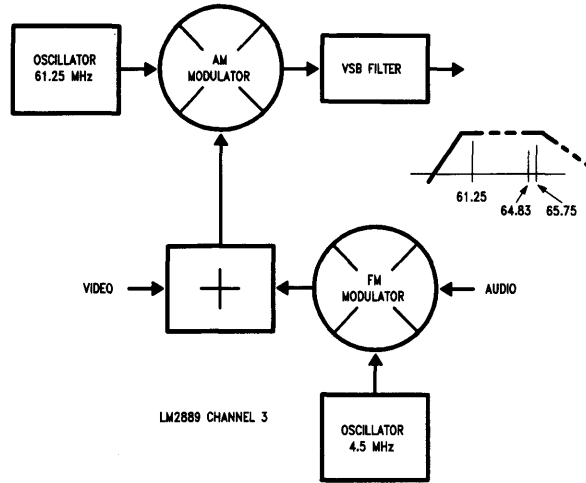 OSCILLATOR
61.25 MHz
AM
MODULATOR
VSB FILTER
61.25
64.83
65.75
VIDEO
FM
MODULATOR
AUDIO
LM2889 CHANNEL 3
OSCILLATOR
4.5 MHz